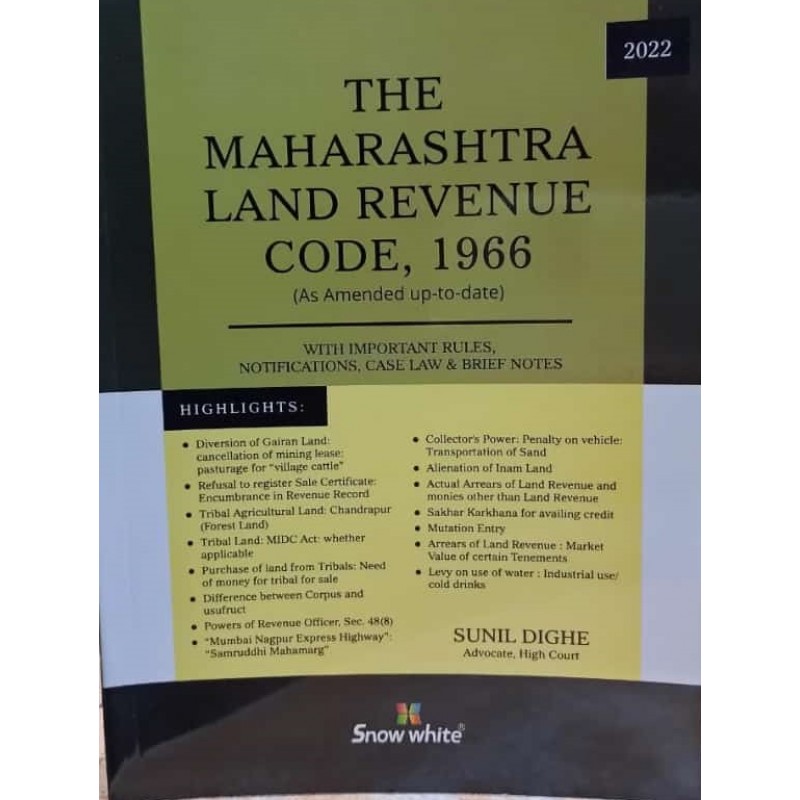 2022
THE
MAHARASHTRA
LAND REVENUE
CODE, 1966
(As Amended up-to-date)
WITH IMPORTANT RULES,
NOTIFICATIONS, CASE LAW & BRIEF NOTES
HIGHLIGHTS:
• Diversion of Gairan Land:
cancellation of mining lease:
pasturage for "village cattle"
• Refusal to register Sale Certificate:
Encumbrance in Revenue Record
• Tribal Agricultural Land: Chandrapur
(Forest Land)
• Tribal Land: MIDC Act: whether
applicable
• Purchase of land from Tribals: Need
of money for tribal for sale
• Difference between Corpus and
usufruct
• Powers of Revenue Officer, Sec. 48(8)
• "Mumbai Nagpur Express Highway":
"Samruddhi Mahamarg"
• Collector's Power: Penalty on vehicle:
Transportation of Sand
• Alienation of Inam Land
• Actual Arrears of Land Revenue and
monies other than Land Revenue
• Sakhar Karkhana for availing credit
• Mutation Entry
• Arrears of Land Revenue : Market
Value of certain Tenements
• Levy on use of water : Industrial use/
cold drinks
SUNIL DIGHE
Advocate, High Court
Snow white®